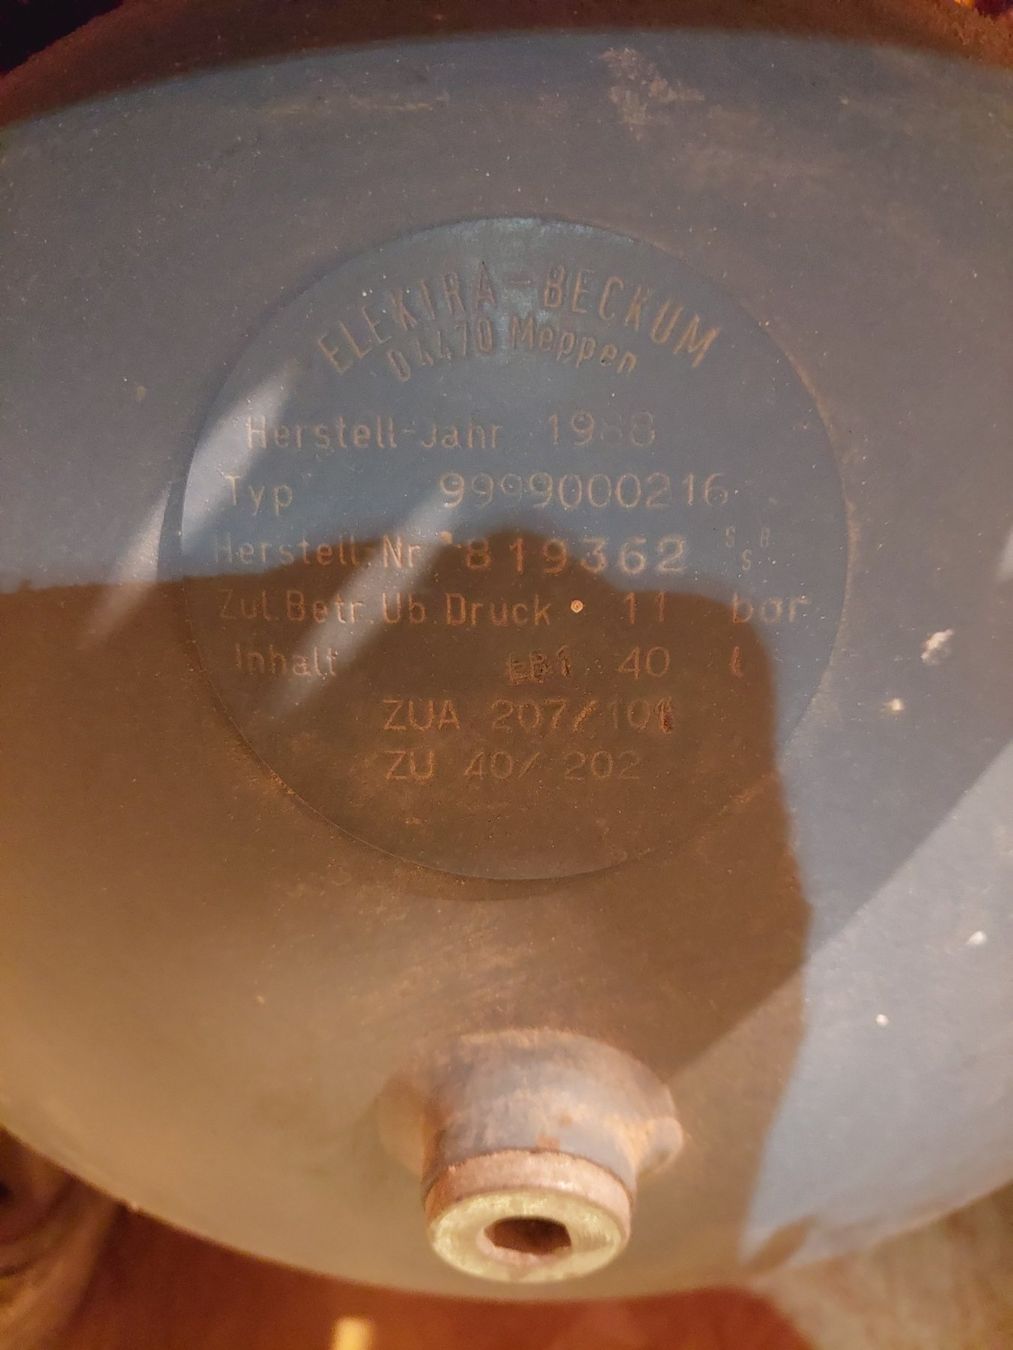 ELEKTRA-BECKUM
D 4470 Meppen
Herstell-Jahr 1988
Typ 9999000216
Herstell-Nr 819362
Zul.Betr.Üb.Druck 11 bar
Inhalt 40 l
ZUA 207/101
ZU 40/202